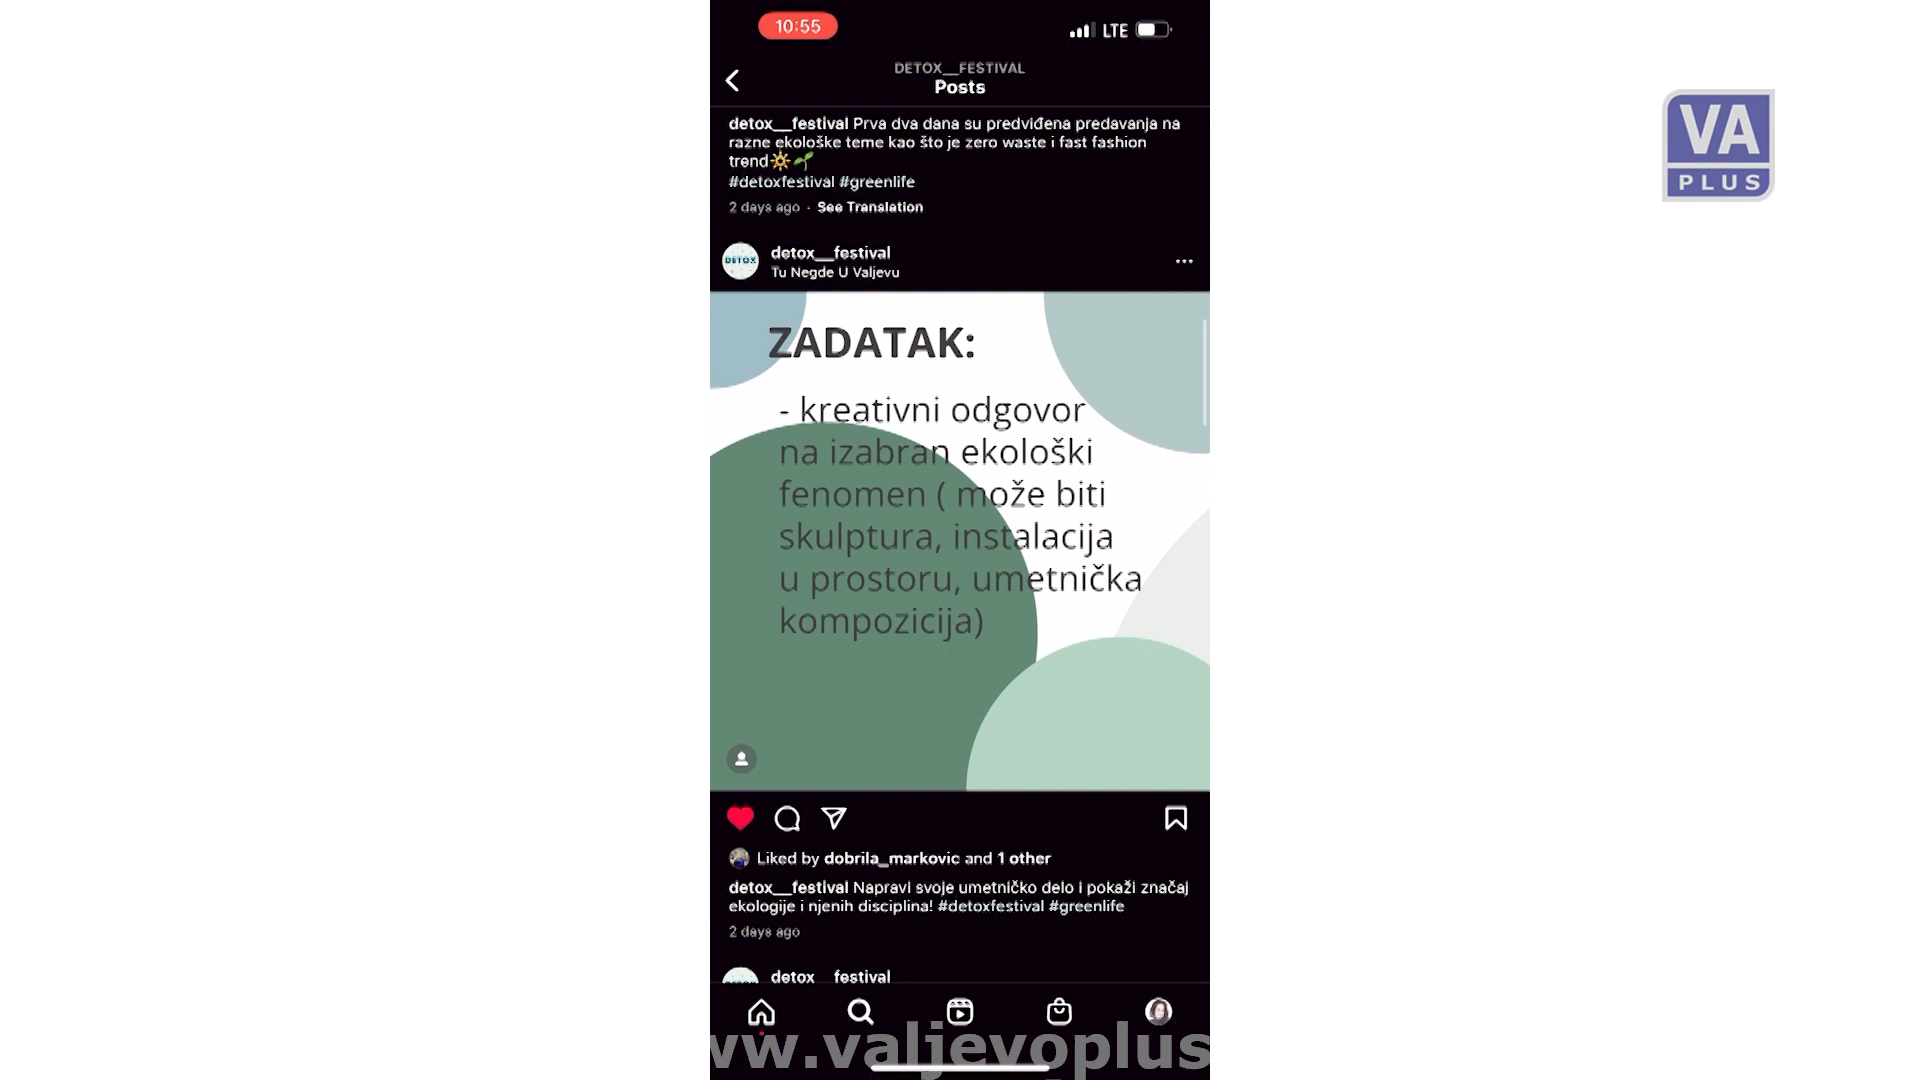 10:55
LTE
DETOX__FESTIVAL
Posts
VA
PLUS
detox__festival Prva dva dana su predviđena predavanja na
razne ekološke teme kao što je zero waste i fast fashion
trend🔆🌱
#detoxfestival #greenlife
2 days ago · See Translation
DETOX
detox__festival
Tu Negde U Valjevu
ZADATAK:
- kreativni odgovor
na izabran ekološki
fenomen ( može biti
skulptura, instalacija
u prostoru, umetnička
kompozicija)
Liked by dobrila_markovic and 1 other
detox__festival Napravi svoje umetničko delo i pokaži značaj
ekologije i njenih disciplina! #detoxfestival #greenlife
2 days ago
detox__festival
ww.valjevoplus